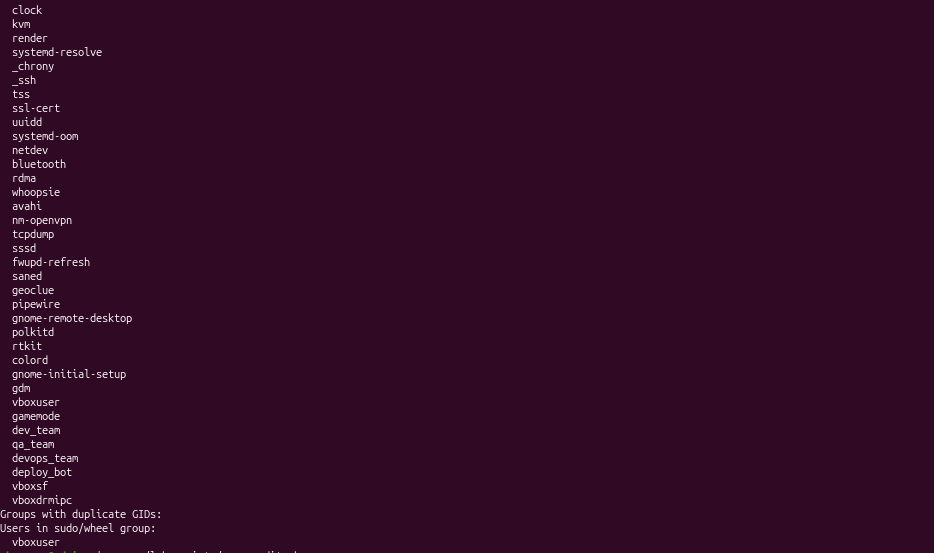 clock
kvm
render
systemd-resolve
_chrony
_ssh
tss
ssl-cert
uuidd
systemd-oom
netdev
bluetooth
rdma
whoopsie
avahi
nm-openvpn
tcpdump
sssd
fwupd-refresh
saned
geoclue
pipewire
gnome-remote-desktop
polkitd
rtkit
colord
gnome-initial-setup
gdm
vboxuser
gamemode
dev_team
qa_team
devops_team
deploy_bot
vboxsf
vboxdrmipc
Groups with duplicate GIDs:
Users in sudo/wheel group:
vboxuser